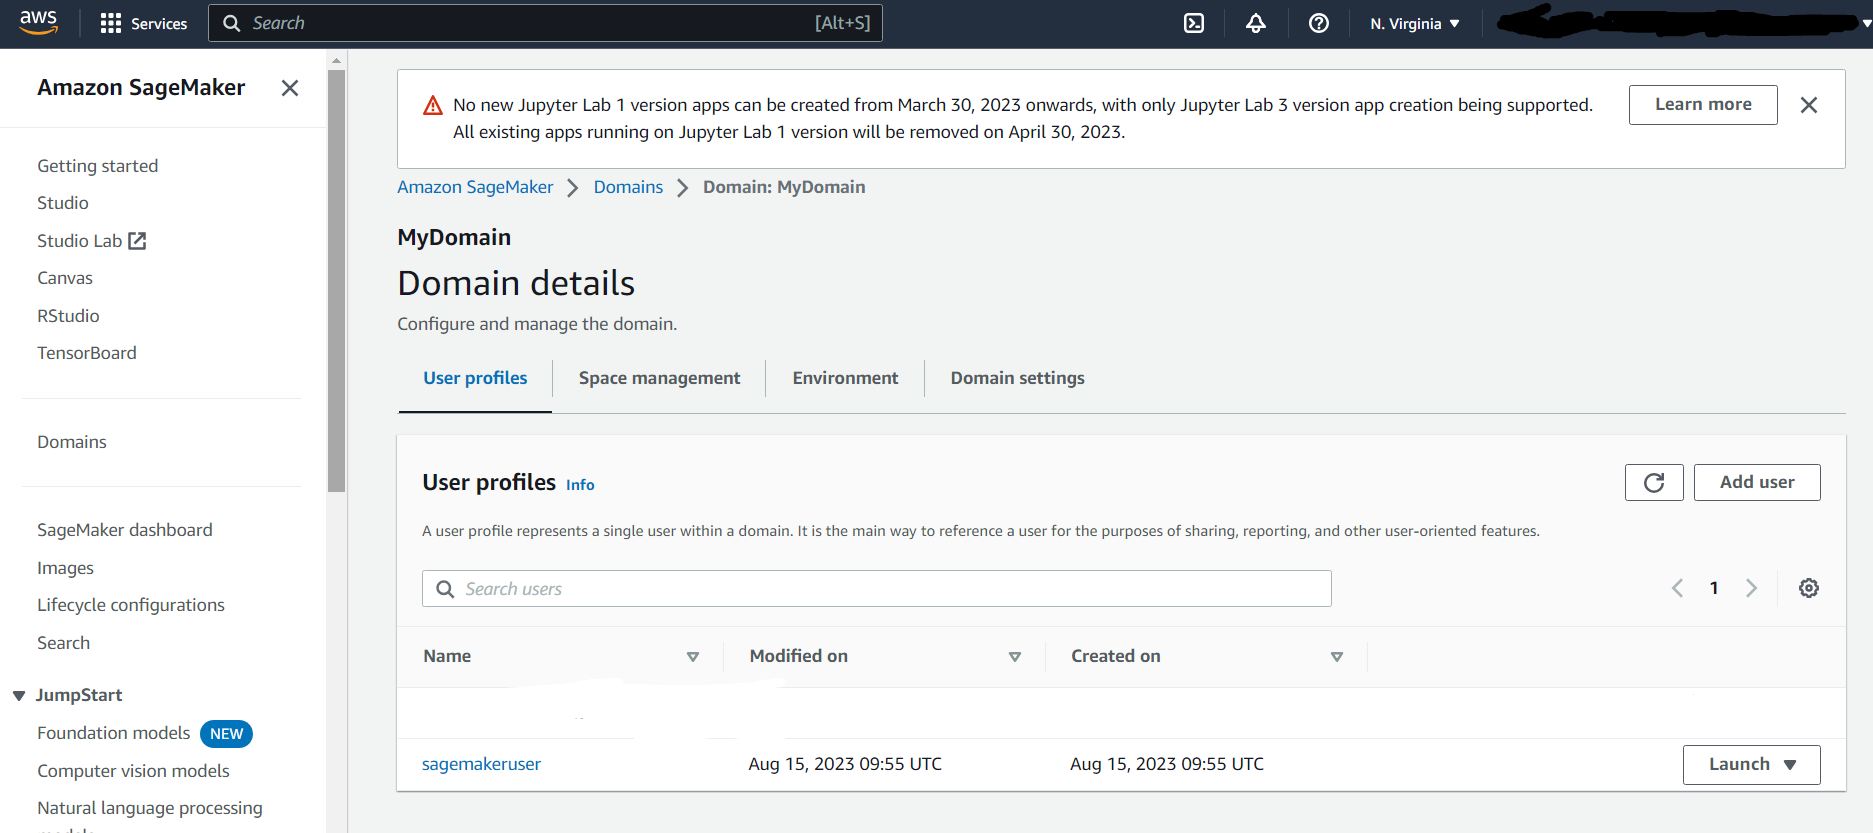 aws
Services
Search
[Alt+S]
N. Virginia
Amazon SageMaker
Getting started
Studio
Studio Lab
Canvas
RStudio
TensorBoard
Domains
SageMaker dashboard
Images
Lifecycle configurations
Search
JumpStart
Foundation models NEW
Computer vision models
Natural language processing
No new Jupyter Lab 1 version apps can be created from March 30, 2023 onwards, with only Jupyter Lab 3 version app creation being supported.
All existing apps running on Jupyter Lab 1 version will be removed on April 30, 2023.
Learn more
Amazon SageMaker > Domains > Domain: MyDomain
MyDomain
Domain details
Configure and manage the domain.
User profiles
Space management
Environment
Domain settings
User profiles Info
Add user
A user profile represents a single user within a domain. It is the main way to reference a user for the purposes of sharing, reporting, and other user-oriented features.
Search users
1
Name
Modified on
Created on
sagemakeruser
Aug 15, 2023 09:55 UTC
Aug 15, 2023 09:55 UTC
Launch